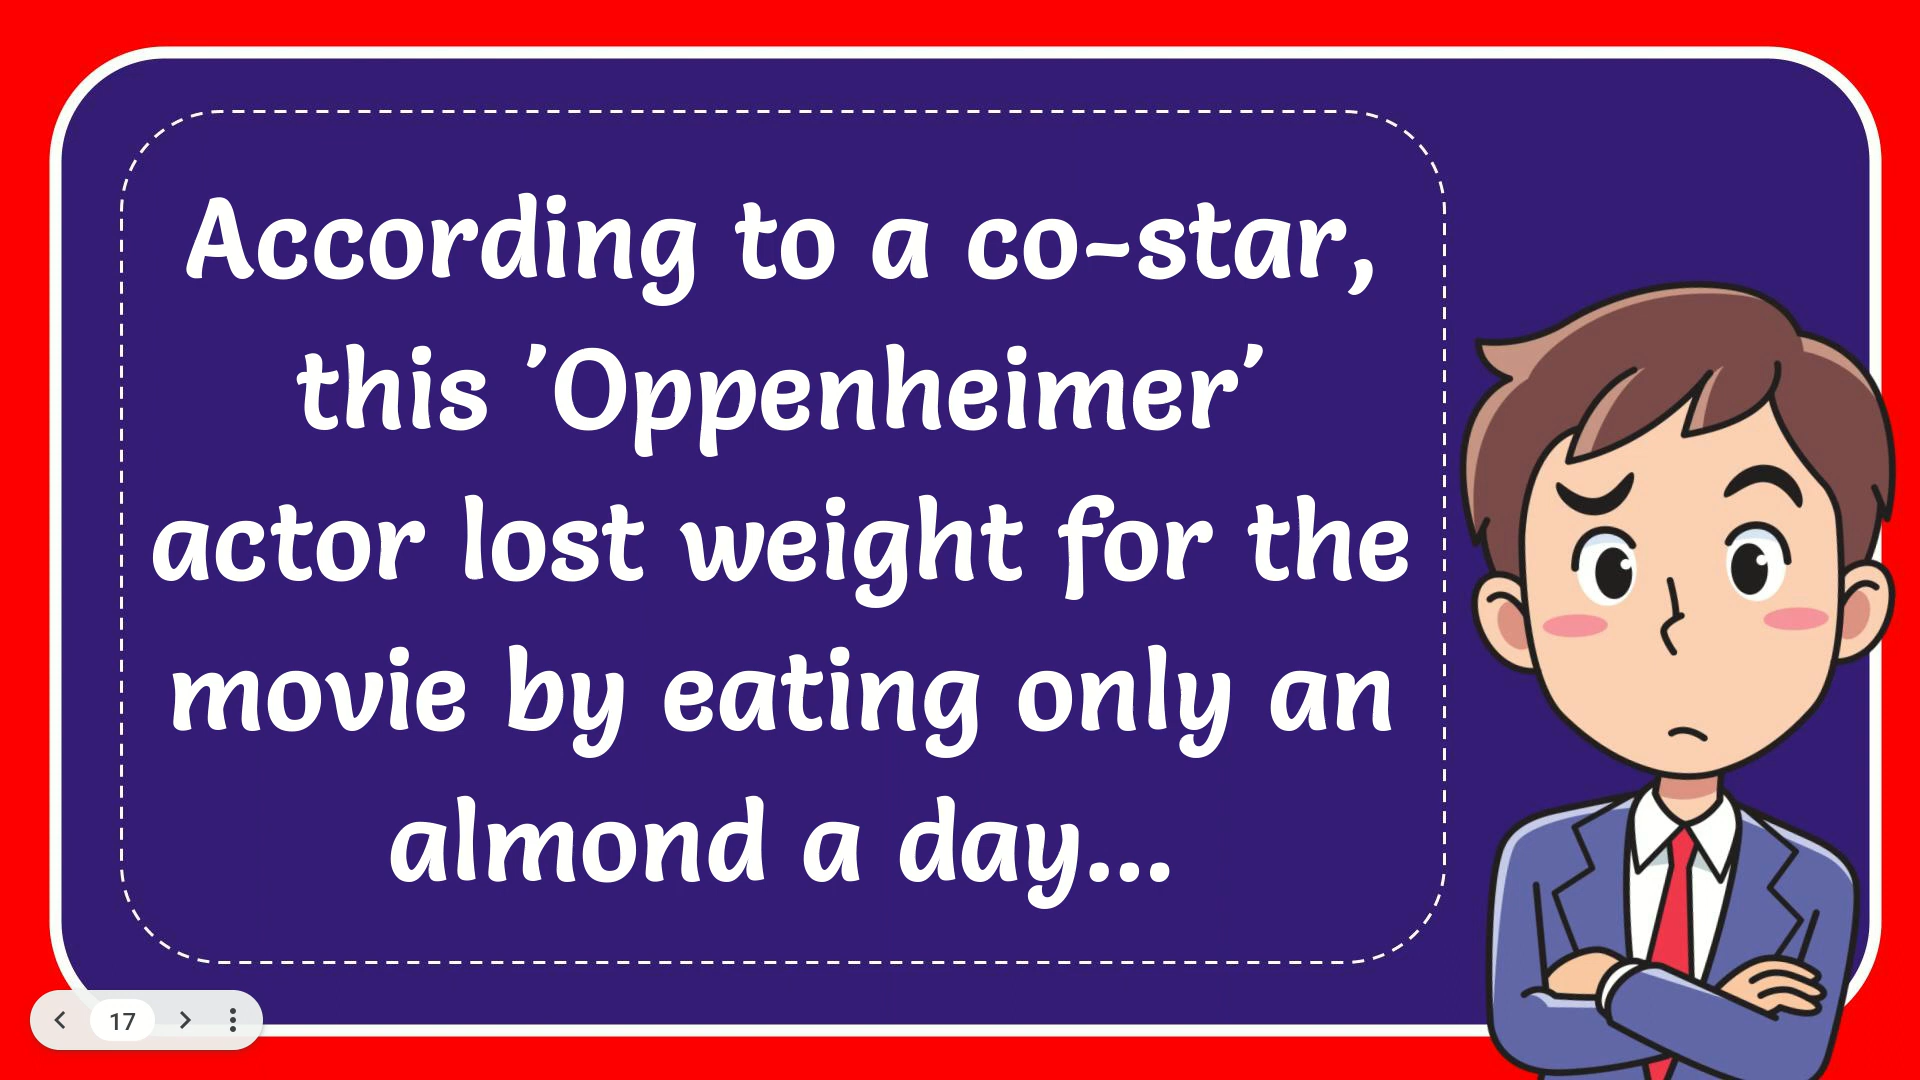 According to a co-star,
this 'Oppenheimer'
actor lost weight for the
movie by eating only an
almond a day...
17